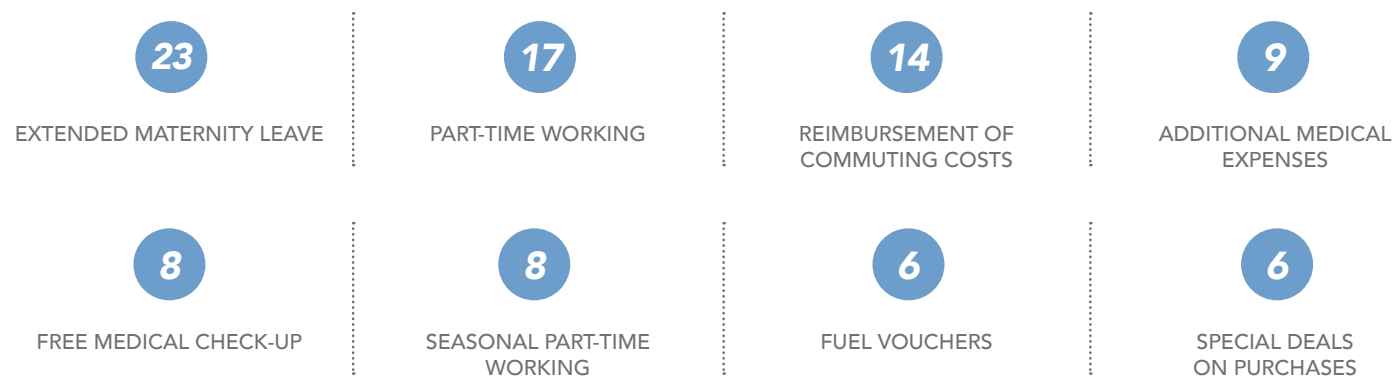 23
EXTENDED MATERNITY LEAVE
17
PART-TIME WORKING
14
REIMBURSEMENT OF
COMMUTING COSTS
9
ADDITIONAL MEDICAL
EXPENSES
8
FREE MEDICAL CHECK-UP
8
SEASONAL PART-TIME
WORKING
6
FUEL VOUCHERS
6
SPECIAL DEALS
ON PURCHASES